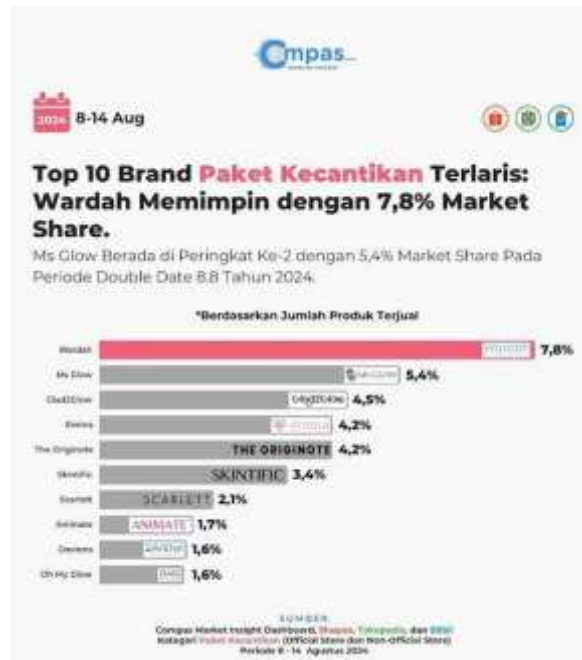 Compas
2024 8-14 Aug
Top 10 Brand Paket Kecantikan Terlaris:
Wardah Memimpin dengan 7,8% Market
Share.
Ms Glow Berada di Peringkat Ke-2 dengan 5,4% Market Share Pada
Periode Double Date 8.8 Tahun 2024.
*Berdasarkan Jumlah Produk Terjual
Wardah 7,8%
Ms Glow 5,4%
Glad2Glow Glad2Glow 4,5%
4,2%
The Originote THE ORIGINOTE 4,2%
Skintific SKINTIFIC 3,4%
Scarlett SCARLETT 2,1%
Animate ANIMATE 1,7%
1,6%
Oh My Glow 1,6%
SUMBER
Compas Market Insight Dashboard, Shopee, Tokopedia, dan Blibli
Kategori Paket Kecantikan (Official Store dan Non-Official Store)
Periode 8 - 14 Agustus 2024